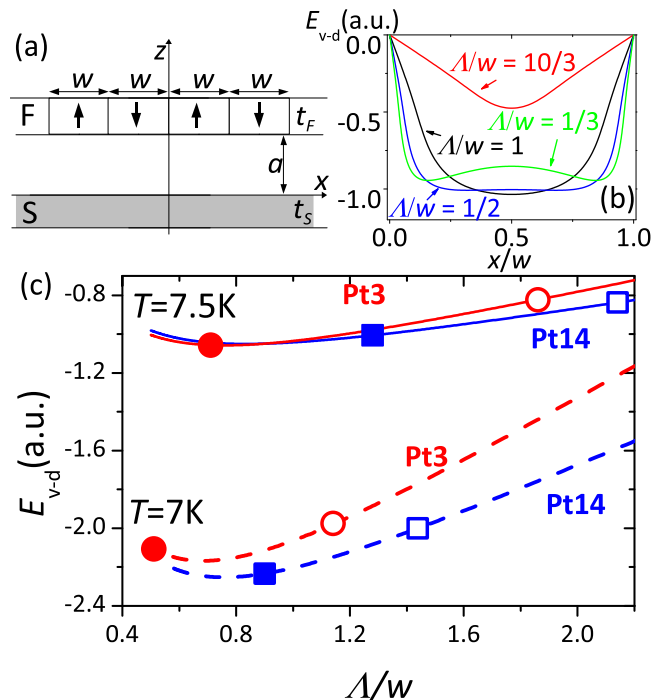 (a)
z
w w w w
F
t_F
a
x
S
t_S
E_v-d(a.u.)
0.0
-0.5
-1.0
Λ/w = 10/3
Λ/w = 1/3
Λ/w = 1
Λ/w = 1/2
(b)
0.0 0.5 1.0
x/w
(c)
-0.8
-1.2
-1.6
-2.0
-2.4
E_v-d(a.u.)
T=7.5K
Pt3
Pt14
Pt3
Pt14
T=7K
0.4 0.8 1.2 1.6 2.0
Λ/w